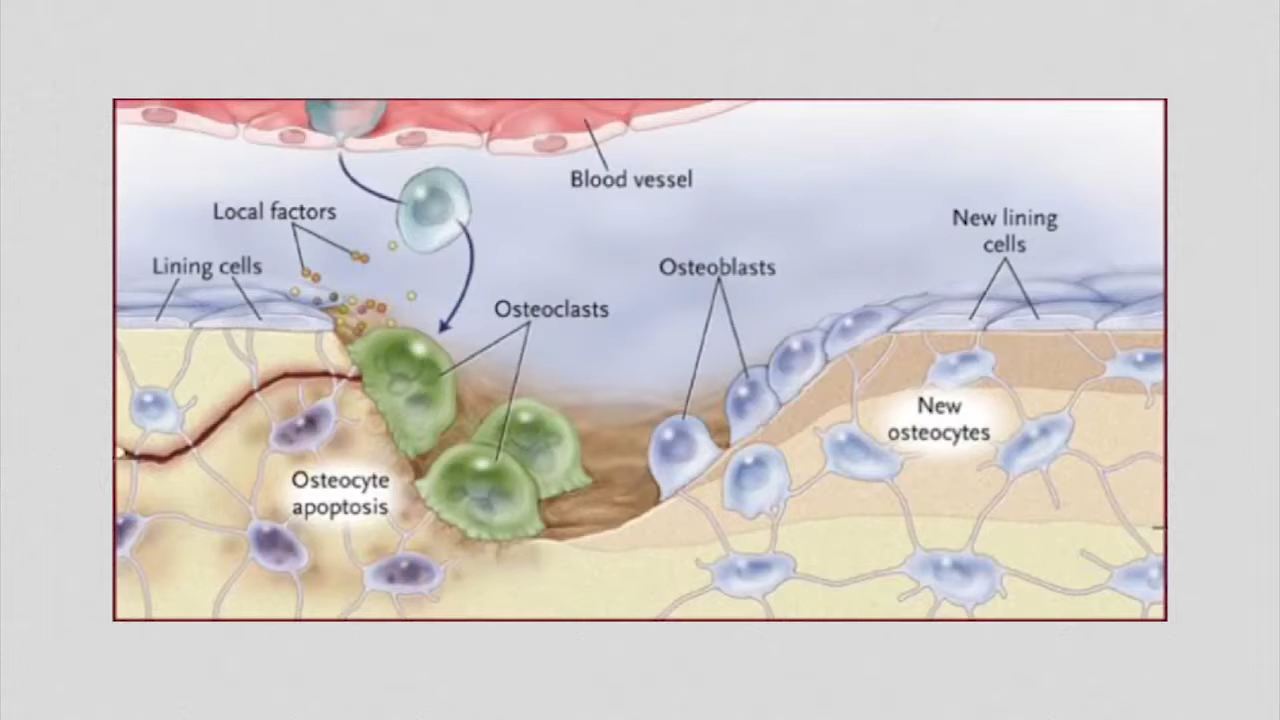 Blood vessel
Local factors
New lining
cells
Lining cells
Osteoblasts
Osteoclasts
New
osteocytes
Osteocyte
apoptosis